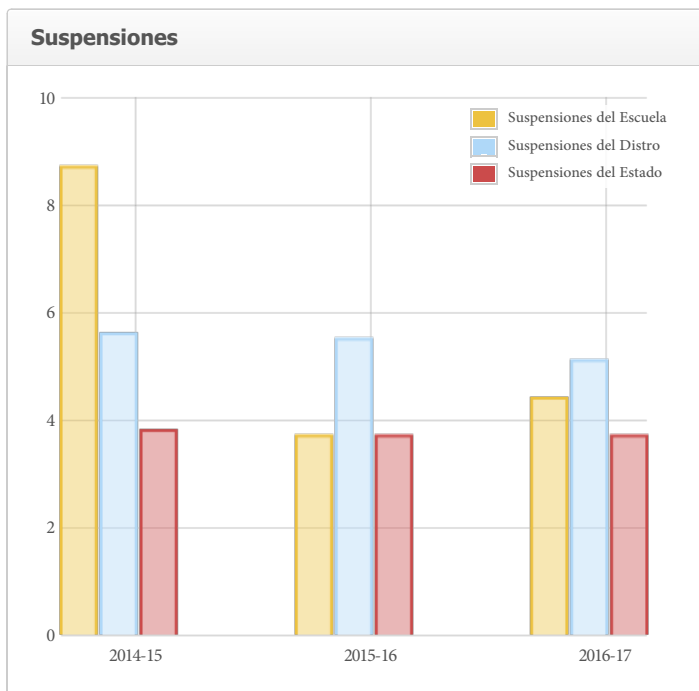 Suspensiones
10
Suspensiones del Escuela
Suspensiones del Distro
Suspensiones del Estado
8
6
4
2
0
2014-15 2015-16 2016-17